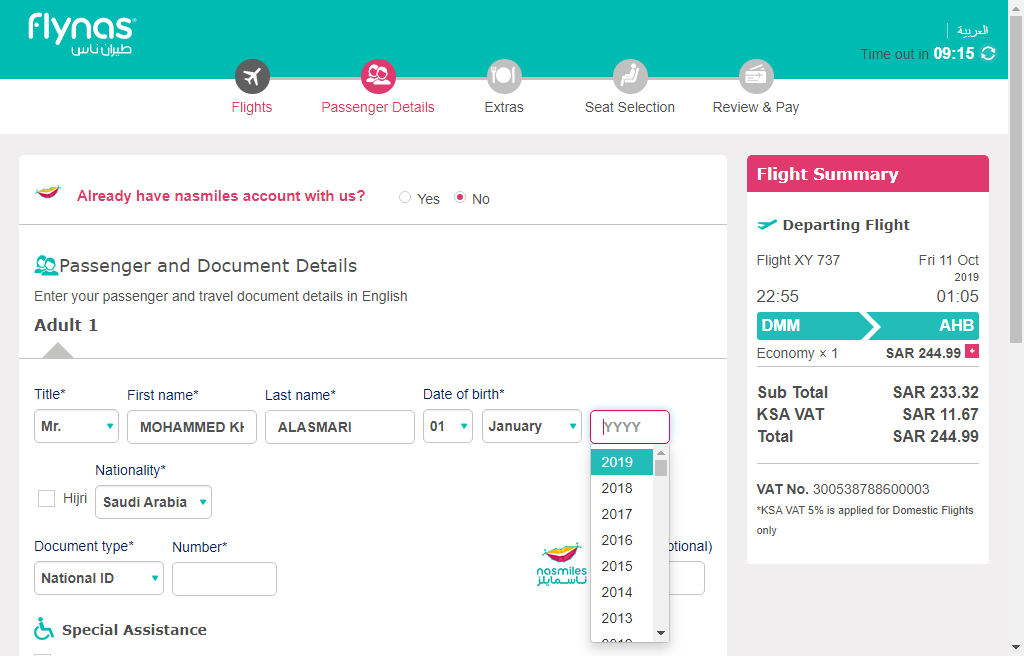 flynas
طيران ناس
العربية
Time out in 09:15
Flights
Passenger Details
Extras
Seat Selection
Review & Pay
Already have nasmiles account with us?
Yes
No
Passenger and Document Details
Enter your passenger and travel document details in English
Adult 1
Title*
First name*
Last name*
Date of birth*
Mr.
MOHAMMED KH
ALASMARI
01
January
YYYY
2019
2018
2017
2016
2015
2014
2013
Nationality*
Hijri
Saudi Arabia
Document type*
Number*
National ID
nasmiles
ناسمايلز
ptional)
Special Assistance
Flight Summary
Departing Flight
Flight XY 737
Fri 11 Oct
2019
22:55
01:05
DMM
AHB
Economy × 1
SAR 244.99
Sub Total
SAR 233.32
KSA VAT
SAR 11.67
Total
SAR 244.99
VAT No. 300538788600003
*KSA VAT 5% is applied for Domestic Flights
only